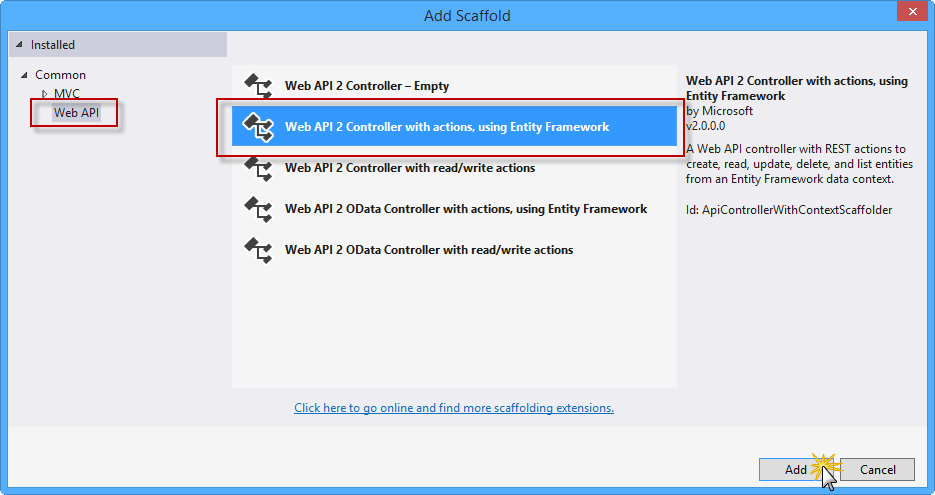 Add Scaffold
Installed
Common
MVC
Web API
Web API 2 Controller – Empty
Web API 2 Controller with actions, using Entity Framework
Web API 2 Controller with read/write actions
Web API 2 OData Controller with actions, using Entity Framework
Web API 2 OData Controller with read/write actions
Click here to go online and find more scaffolding extensions.
Web API 2 Controller with actions, using
Entity Framework
by Microsoft
v2.0.0.0
A Web API controller with REST actions to
create, read, update, delete, and list entities
from an Entity Framework data context.
Id: ApiControllerWithContextScaffolder
Add
Cancel